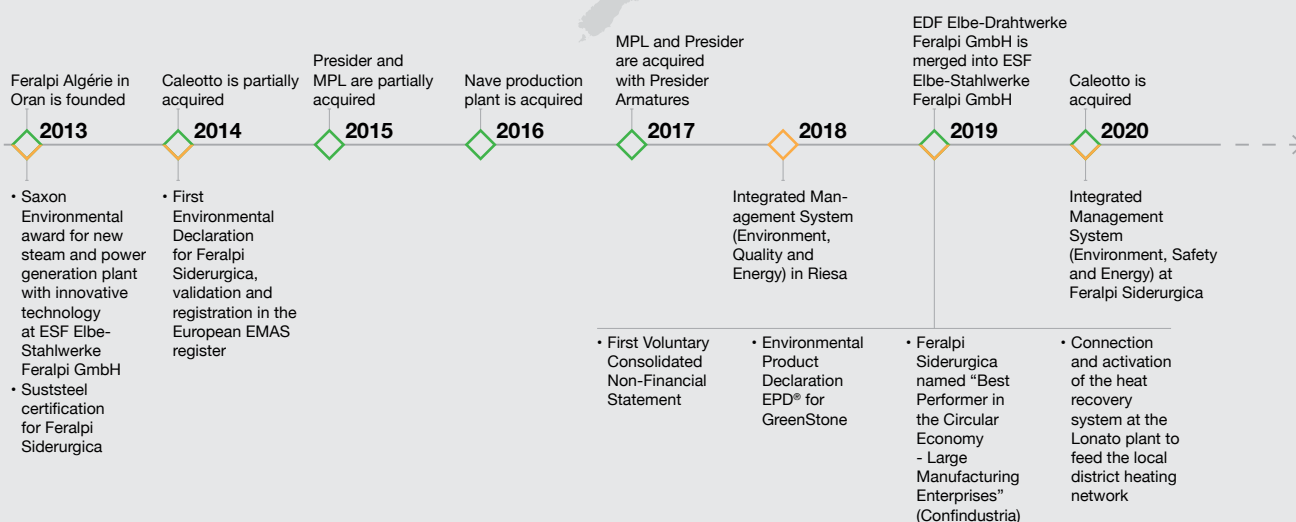 Feralpi Algérie in
Oran is founded
2013
• Saxon
Environmental
award for new
steam and power
generation plant
with innovative
technology
at ESF Elbe-
Stahlwerke
Feralpi GmbH
• Suststeel
certification
for Feralpi
Siderurgica
Caleotto is partially
acquired
2014
• First
Environmental
Declaration
for Feralpi
Siderurgica,
validation and
registration in the
European EMAS
register
Presider and
MPL are partially
acquired
2015
Nave production
plant is acquired
2016
MPL and Presider
are acquired
with Presider
Armatures
2017
2018
Integrated Man-
agement System
(Environment,
Quality and
Energy) in Riesa
EDF Elbe-Drahtwerke
Feralpi GmbH is
merged into ESF
Elbe-Stahlwerke
Feralpi GmbH
2019
• First Voluntary
Consolidated
Non-Financial
Statement
• Environmental
Product
Declaration
EPD® for
GreenStone
• Feralpi
Siderurgica
named “Best
Performer in
the Circular
Economy
- Large
Manufacturing
Enterprises”
(Confindustria)
• Connection
and activation
of the heat
recovery
system at the
Lonato plant to
feed the local
district heating
network
Caleotto is
acquired
2020
Integrated
Management
System
(Environment, Safety
and Energy) at
Feralpi Siderurgica